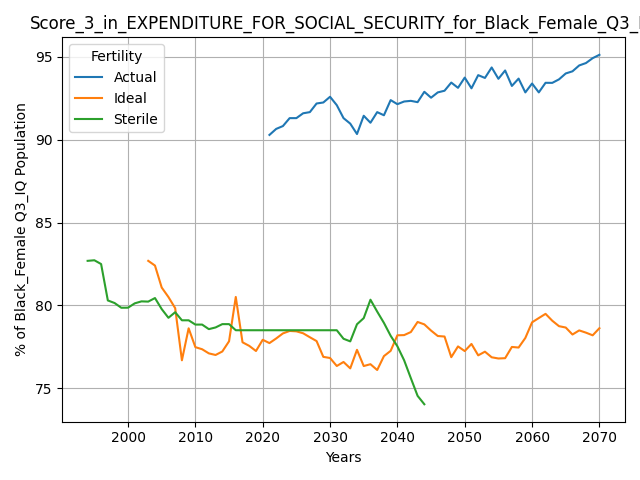 Score_3_in_EXPENDITURE_FOR_SOCIAL_SECURITY_for_Black_Female_Q3_I
Fertility
Actual
Ideal
Sterile
% of Black_Female Q3_IQ Population
95
90
85
80
75
2000 2010 2020 2030 2040 2050 2060 2070
Years